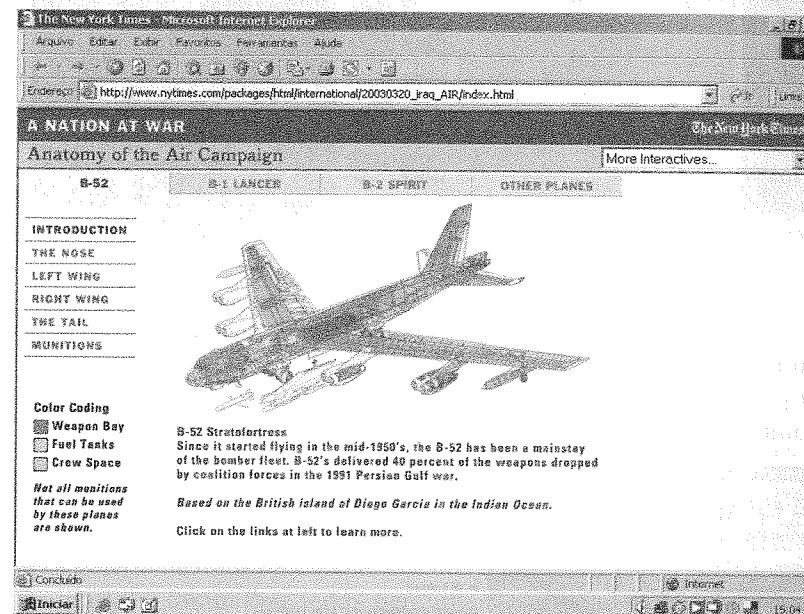 The New York Times - Microsoft Internet Explorer
Arquivo Editar Exibir Favoritos Ferramentas Ajuda
Endereço http://www.nytimes.com/packages/html/international/20030320_iraq_AIR/index.html Links
A NATION AT WAR The New York Times
Anatomy of the Air Campaign More Interactives...
B-52 B-1 LANCER B-2 SPIRIT OTHER PLANES
INTRODUCTION
THE NOSE
LEFT WING
RIGHT WING
THE TAIL
MUNITIONS
Color Coding
Weapon Bay
Fuel Tanks
Crew Space
Not all munitions
that can be used
by these planes
are shown.
B-52 Stratofortress
Since it started flying in the mid-1950's, the B-52 has been a mainstay
of the bomber fleet. B-52's delivered 40 percent of the weapons dropped
by coalition forces in the 1991 Persian Gulf war.
Based on the British island of Diego Garcia in the Indian Ocean.
Click on the links at left to learn more.
Concluído Internet
Iniciar